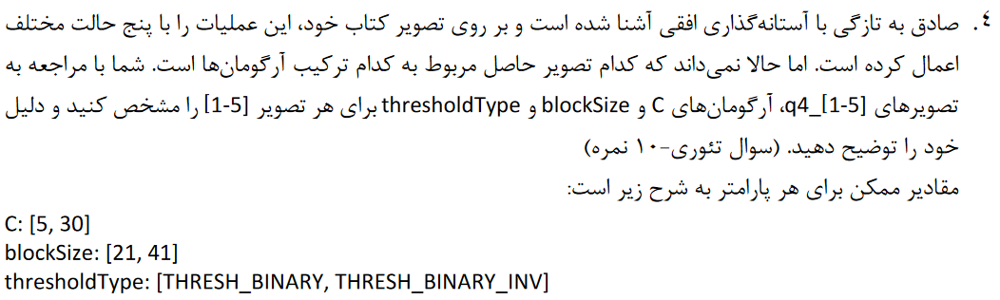 ۴. صادق به تازگی با آستانه‌گذاری افقی آشنا شده است و بر روی تصویر کتاب خود، این عملیات را با پنج حالت مختلف
اعمال کرده است. اما حالا نمی‌داند که کدام تصویر حاصل مربوط به کدام ترکیب آرگومان‌ها است. شما با مراجعه به
تصویرهای q4_[1-5]، آرگومان‌های C و blockSize و thresholdType برای هر تصویر [1-5] را مشخص کنید و دلیل
خود را توضیح دهید. (سوال تئوری-۱۰ نمره)
مقادیر ممکن برای هر پارامتر به شرح زیر است:
C: [5, 30]
blockSize: [21, 41]
thresholdType: [THRESH_BINARY, THRESH_BINARY_INV]